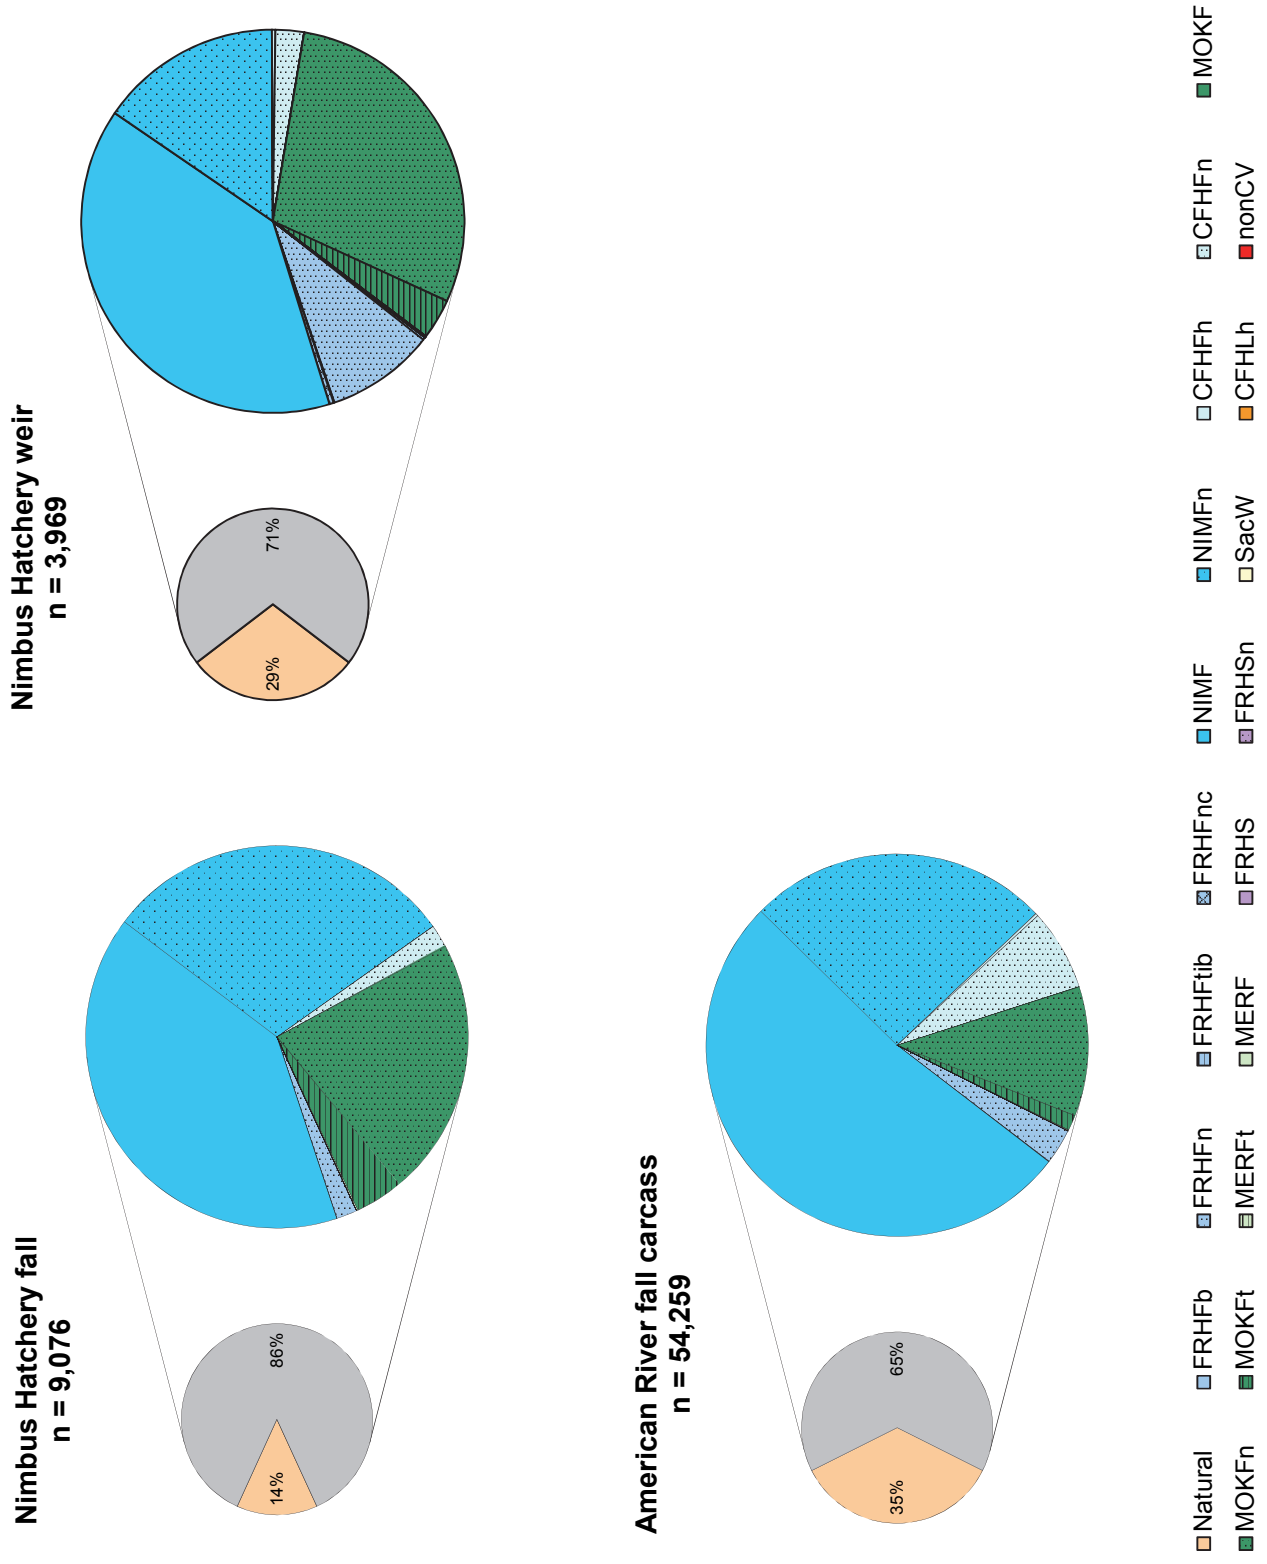 Nimbus Hatchery fall
n = 9,076
14%
86%
Nimbus Hatchery weir
n = 3,969
29%
71%
American River fall carcass
n = 54,259
35%
65%
Natural FRHFb FRHFn FRHFtib FRHFnc NIMF NIMFn CFHFh CFHFn MOKF
MOKFn MOKFt MERFt MERF FRHS FRHSn SacW CFHLh nonCV